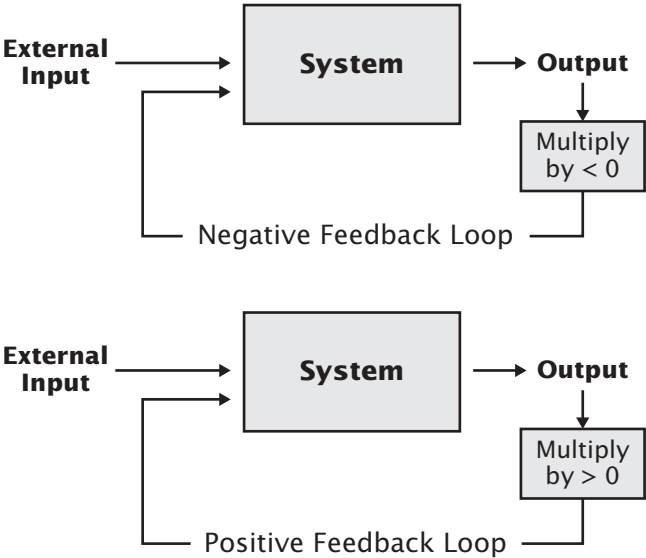 External
Input
System
Output
Multiply
by < 0
Negative Feedback Loop
External
Input
System
Output
Multiply
by > 0
Positive Feedback Loop